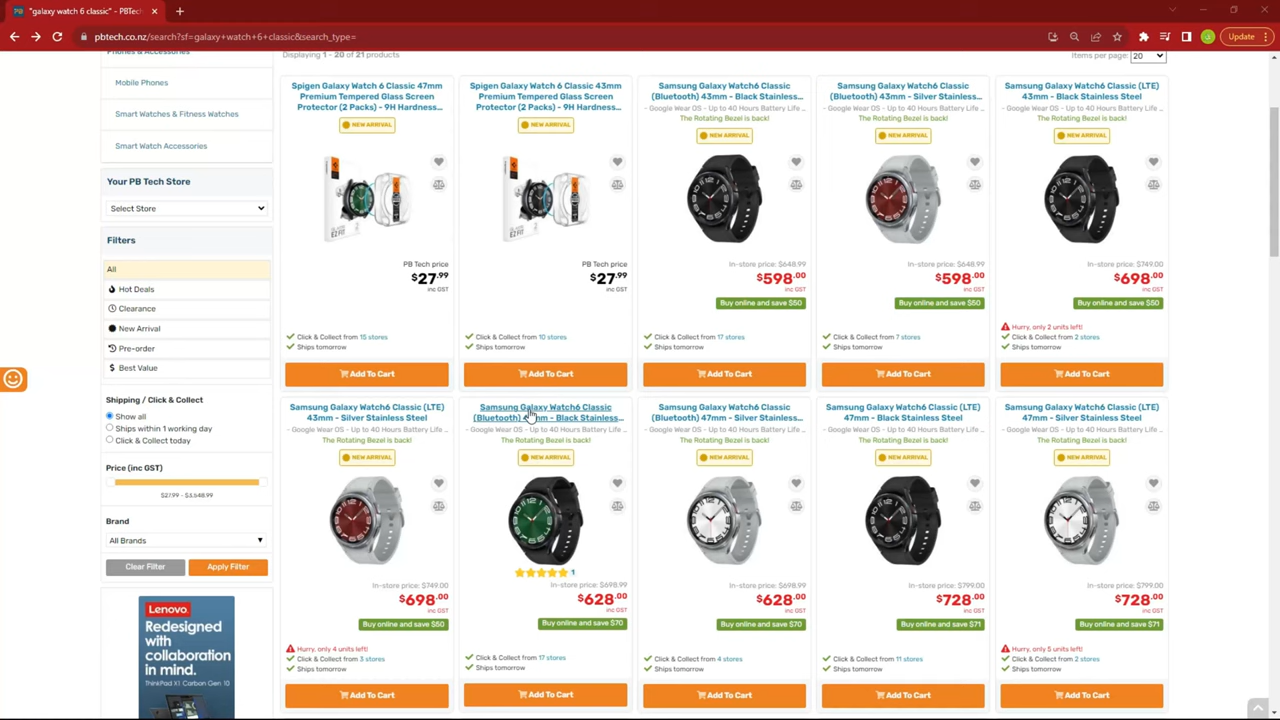 "galaxy watch 6 classic" - PBTec
pbtech.co.nz/search?sf=galaxy+watch+6+classic&search_type=
Update
Phones & Accessories
Mobile Phones
Smart Watches & Fitness Watches
Smart Watch Accessories
Your PB Tech Store
Select Store
Filters
All
Hot Deals
Clearance
New Arrival
Pre-order
Best Value
Shipping / Click & Collect
Show all
Ships within 1 working day
Click & Collect today
Price (inc GST)
$27.99 - $3,548.99
Brand
All Brands
Clear Filter
Apply Filter
Lenovo.
Redesigned
with
collaboration
in mind.
ThinkPad X1 Carbon Gen 10
Displaying 1 - 20 of 21 products
Items per page:
20
Spigen Galaxy Watch 6 Classic 47mm
Premium Tempered Glass Screen
Protector (2 Packs) - 9H Hardness...
NEW ARRIVAL
PB Tech price
$27.99
inc GST
Click & Collect from 15 stores
Ships tomorrow
Add To Cart
Spigen Galaxy Watch 6 Classic 43mm
Premium Tempered Glass Screen
Protector (2 Packs) - 9H Hardness...
NEW ARRIVAL
PB Tech price
$27.99
inc GST
Click & Collect from 10 stores
Ships tomorrow
Add To Cart
Samsung Galaxy Watch6 Classic
(Bluetooth) 43mm - Black Stainless...
- Google Wear OS - Up to 40 Hours Battery Life ...
The Rotating Bezel is back!
NEW ARRIVAL
In-store price: $648.99
$598.00
inc GST
Buy online and save $50
Click & Collect from 17 stores
Ships tomorrow
Add To Cart
Samsung Galaxy Watch6 Classic
(Bluetooth) 43mm - Silver Stainless...
- Google Wear OS - Up to 40 Hours Battery Life ...
The Rotating Bezel is back!
NEW ARRIVAL
In-store price: $648.99
$598.00
inc GST
Buy online and save $50
Click & Collect from 7 stores
Ships tomorrow
Add To Cart
Samsung Galaxy Watch6 Classic (LTE)
43mm - Black Stainless Steel
- Google Wear OS - Up to 40 Hours Battery Life ...
The Rotating Bezel is back!
NEW ARRIVAL
In-store price: $749.00
$698.00
inc GST
Buy online and save $50
Hurry, only 2 units left!
Click & Collect from 2 stores
Ships tomorrow
Add To Cart
Samsung Galaxy Watch6 Classic (LTE)
43mm - Silver Stainless Steel
- Google Wear OS - Up to 40 Hours Battery Life ...
The Rotating Bezel is back!
NEW ARRIVAL
In-store price: $749.00
$698.00
inc GST
Buy online and save $50
Hurry, only 4 units left!
Click & Collect from 3 stores
Ships tomorrow
Add To Cart
Samsung Galaxy Watch6 Classic
(Bluetooth) - Black Stainless...
- Google Wear OS - Up to 40 Hours Battery Life ...
The Rotating Bezel is back!
NEW ARRIVAL
1
In-store price: $698.99
$628.00
inc GST
Buy online and save $70
Click & Collect from 17 stores
Ships tomorrow
Add To Cart
Samsung Galaxy Watch6 Classic
(Bluetooth) 47mm - Silver Stainless...
- Google Wear OS - Up to 40 Hours Battery Life ...
The Rotating Bezel is back!
NEW ARRIVAL
In-store price: $698.99
$628.00
inc GST
Buy online and save $70
Click & Collect from 4 stores
Ships tomorrow
Add To Cart
Samsung Galaxy Watch6 Classic (LTE)
47mm - Black Stainless Steel
- Google Wear OS - Up to 40 Hours Battery Life ...
The Rotating Bezel is back!
NEW ARRIVAL
In-store price: $799.00
$728.00
inc GST
Buy online and save $71
Click & Collect from 11 stores
Ships tomorrow
Add To Cart
Samsung Galaxy Watch6 Classic (LTE)
47mm - Silver Stainless Steel
- Google Wear OS - Up to 40 Hours Battery Life ...
The Rotating Bezel is back!
NEW ARRIVAL
In-store price: $799.00
$728.00
inc GST
Buy online and save $71
Hurry, only 5 units left!
Click & Collect from 2 stores
Ships tomorrow
Add To Cart